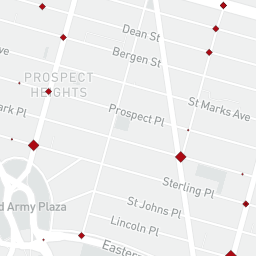 Dean St
Bergen St
PROSPECT
HEIGHTS
St Marks Ave
Prospect Pl
Pl
Sterling Pl
St Johns Pl
Army Plaza
Lincoln Pl